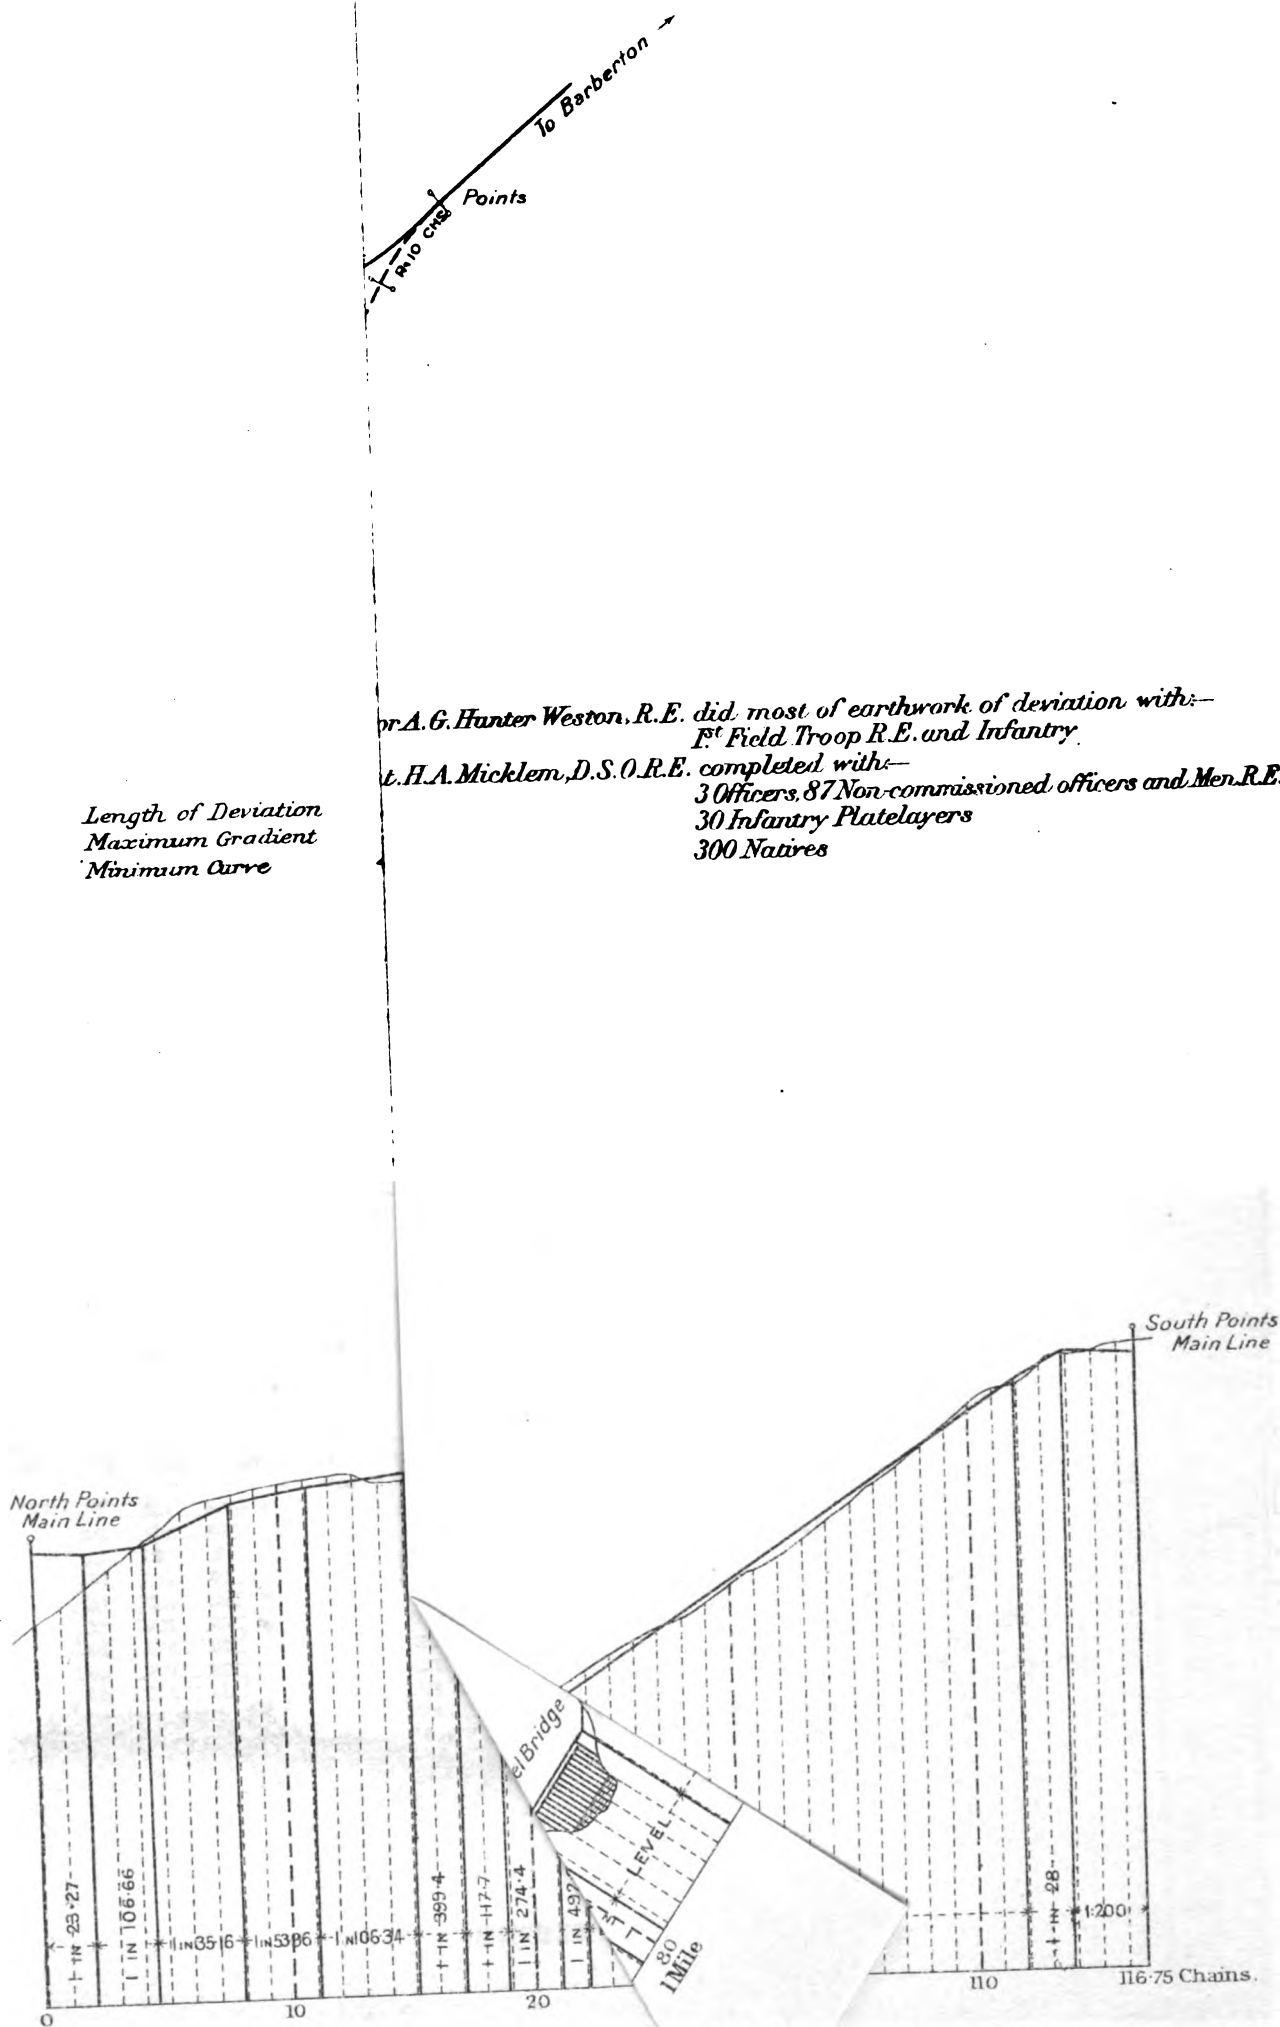 To Barberton
Points
R. 10 CHS
A.G. Hunter Weston, R.E. did most of earthwork of deviation with:—
1st Field Troop R.E. and Infantry
H.A. Micklem, D.S.O. R.E. completed with:—
3 Officers, 87 Non-commissioned officers and Men R.E.
30 Infantry Platelayers
300 Natives
Length of Deviation
Maximum Gradient
Minimum Curve
South Points
Main Line
North Points
Main Line
el Bridge
LEVEL
1 IN 23·27
1 IN 106·66
1 IN 35·16
1 IN 53·86
1 IN 106·34
1 IN 399·4
1 IN 117·7
1 IN 274·4
1 IN 28
1·200
80
1 Mile
0
10
20
110
116·75 Chains.